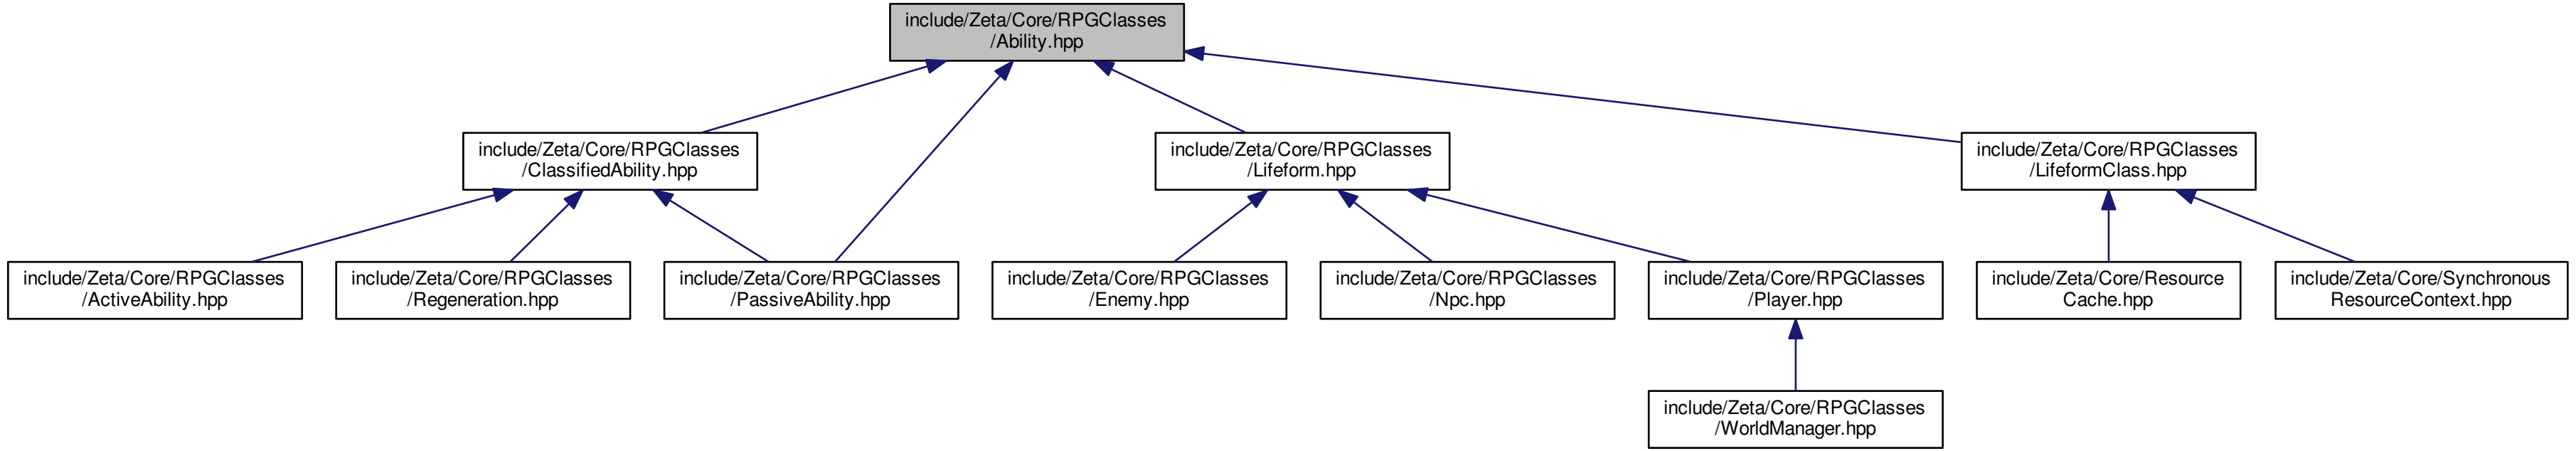 include/Zeta/Core/RPGClasses
/Ability.hpp
include/Zeta/Core/RPGClasses
/ClassifiedAbility.hpp
include/Zeta/Core/RPGClasses
/Lifeform.hpp
include/Zeta/Core/RPGClasses
/LifeformClass.hpp
include/Zeta/Core/RPGClasses
/ActiveAbility.hpp
include/Zeta/Core/RPGClasses
/Regeneration.hpp
include/Zeta/Core/RPGClasses
/PassiveAbility.hpp
include/Zeta/Core/RPGClasses
/Enemy.hpp
include/Zeta/Core/RPGClasses
/Npc.hpp
include/Zeta/Core/RPGClasses
/Player.hpp
include/Zeta/Core/Resource
Cache.hpp
include/Zeta/Core/Synchronous
ResourceContext.hpp
include/Zeta/Core/RPGClasses
/WorldManager.hpp